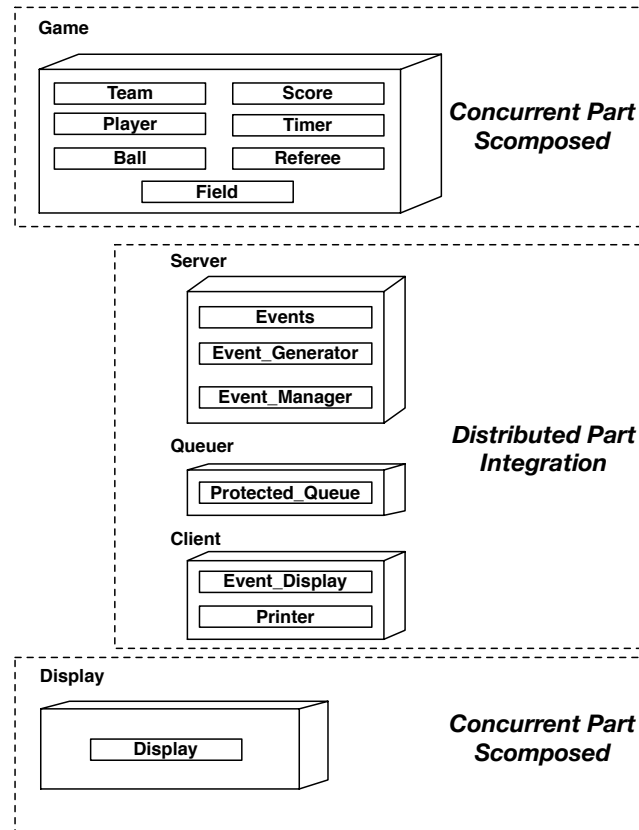 Game
Team
Score
Player
Timer
Ball
Referee
Field
Concurrent Part
Scomposed
Server
Events
Event_Generator
Event_Manager
Queuer
Protected_Queue
Client
Event_Display
Printer
Distributed Part
Integration
Display
Display
Concurrent Part
Scomposed